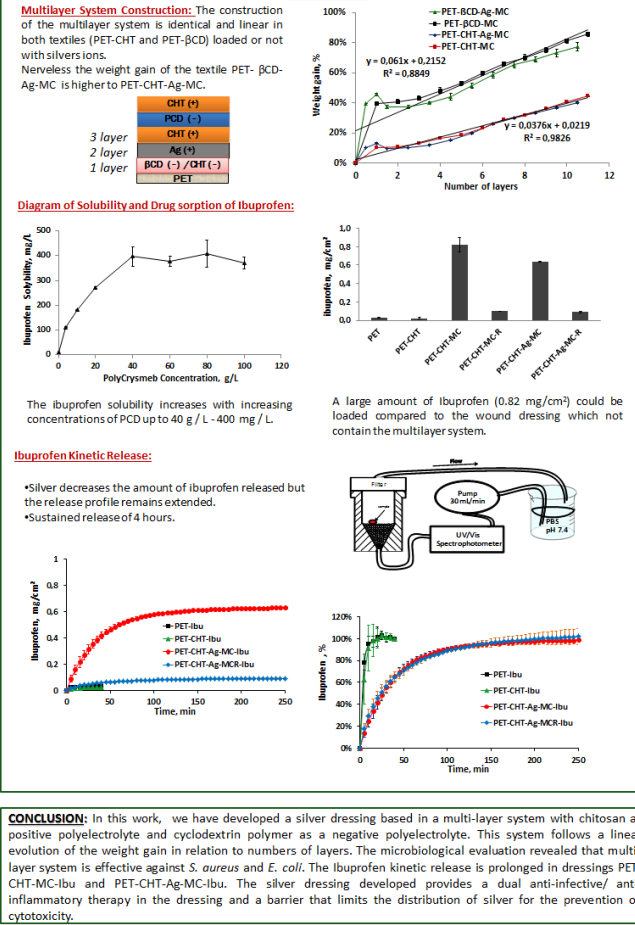 Multilayer System Construction: The construction
of the multilayer system is identical and linear in
both textiles (PET-CHT and PET-βCD) loaded or not
with silvers ions.
Nerveless the weight gain of the textile PET- βCD-
Ag-MC is higher to PET-CHT-Ag-MC.
CHT (+)
PCD (−)
3 layer CHT (+)
2 layer Ag (+)
1 layer βCD (−) /CHT (−)
PET
PET-ΒCD-Ag-MC
PET-βCD-MC
PET-CHT-Ag-MC
PET-CHT-MC
100%
80%
60%
40%
20%
0%
Weight gain, %
y = 0,061x + 0,2152
R² = 0,8849
y = 0,0376x + 0,0219
R² = 0,9826
0 2 4 6 8 10 12
Number of layers
Diagram of Solubility and Drug sorption of Ibuprofen:
Ibuprofen Solybility, mg/L
500
400
300
200
100
0
0 20 40 60 80 100 120
PolyCrysmeb Concentration, g/L
ibuprofén, mg/cm²
1,0
0,8
0,6
0,4
0,2
0,0
PET
PET-CHT
PET-CHT-MC
PET-CHT-MC-R
PET-CHT-Ag-MC
PET-CHT-Ag-MC-R
The ibuprofen solubility increases with increasing
concentrations of PCD up to 40 g / L - 400 mg / L.
A large amount of Ibuprofen (0.82 mg/cm²) could be
loaded compared to the wound dressing which not
contain the multilayer system.
Ibuprofen Kinetic Release:
•Silver decreases the amount of ibuprofen released but
the release profile remains extended.
•Sustained release of 4 hours.
Flow
Filter
Pump
30mL/min
PBS
pH 7.4
UV/Vis
Spectrophotometer
Ibuprofen, mg/cm²
1
0,8
0,6
0,4
0,2
0
PET-Ibu
PET-CHT-Ibu
PET-CHT-Ag-MC-Ibu
PET-CHT-Ag-MCR-Ibu
0 50 100 150 200 250
Time, min
Ibuprofen , %
120%
100%
80%
60%
40%
20%
0%
PET-Ibu
PET-CHT-Ibu
PET-CHT-Ag-MC-Ibu
PET-CHT-Ag-MCR-Ibu
0 50 100 150 200 250
Time, min
CONCLUSION: In this work, we have developed a silver dressing based in a multi-layer system with chitosan a
positive polyelectrolyte and cyclodextrin polymer as a negative polyelectrolyte. This system follows a linea
evolution of the weight gain in relation to numbers of layers. The microbiological evaluation revealed that multi
layer system is effective against S. aureus and E. coli. The Ibuprofen kinetic release is prolonged in dressings PET
CHT-MC-Ibu and PET-CHT-Ag-MC-Ibu. The silver dressing developed provides a dual anti-infective/ anti
inflammatory therapy in the dressing and a barrier that limits the distribution of silver for the prevention o
cytotoxicity.